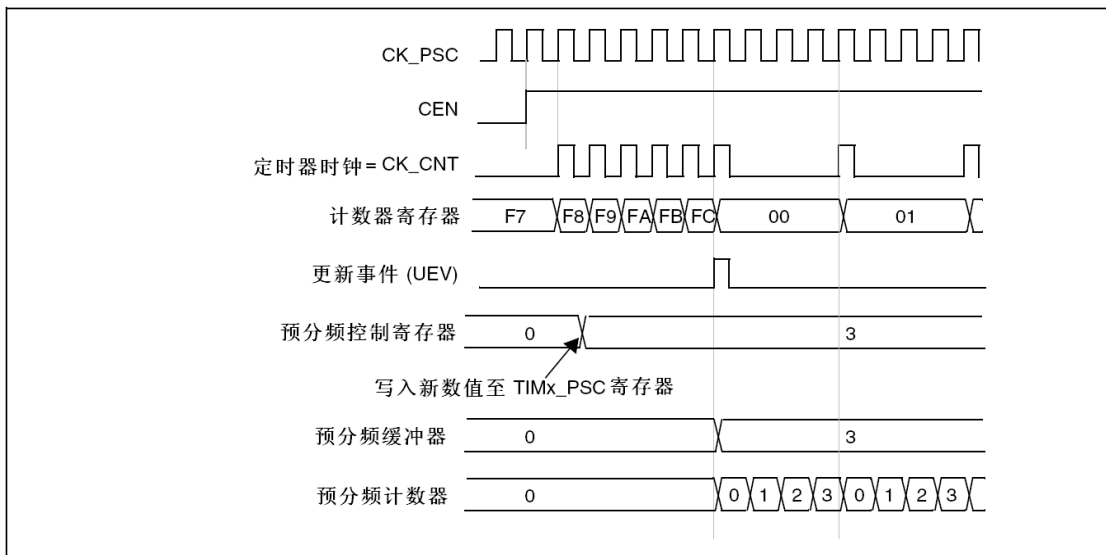 CK_PSC
CEN
定时器时钟= CK_CNT
计数器寄存器 F7 F8 F9 FA FB FC 00 01
更新事件 (UEV)
预分频控制寄存器 0 3
写入新数值至 TIMx_PSC 寄存器
预分频缓冲器 0 3
预分频计数器 0 0 1 2 3 0 1 2 3